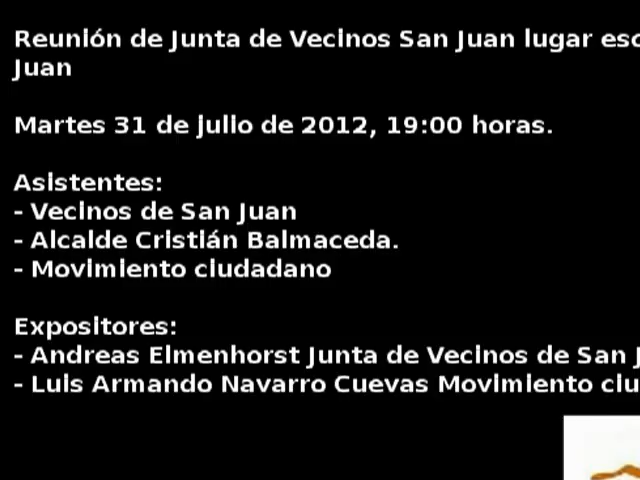 Reunión de Junta de Vecinos San Juan lugar
Juan
Martes 31 de julio de 2012, 19:00 horas.
Asistentes:
- Vecinos de San Juan
- Alcalde Cristián Balmaceda.
- Movimiento ciudadano
Expositores:
- Andreas Elmenhorst Junta de Vecinos de San
- Luis Armando Navarro Cuevas Movimiento